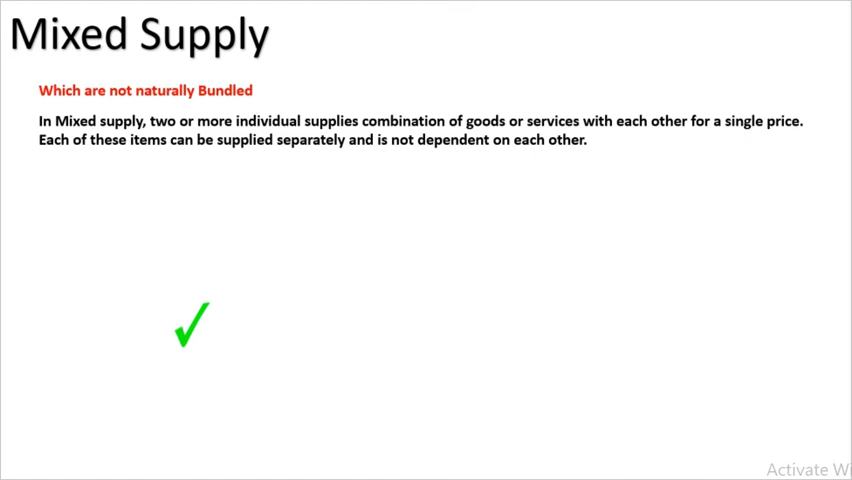 Mixed Supply
Which are not naturally Bundled
In Mixed supply, two or more individual supplies combination of goods or services with each other for a single price.
Each of these items can be supplied separately and is not dependent on each other.
Activate Wi